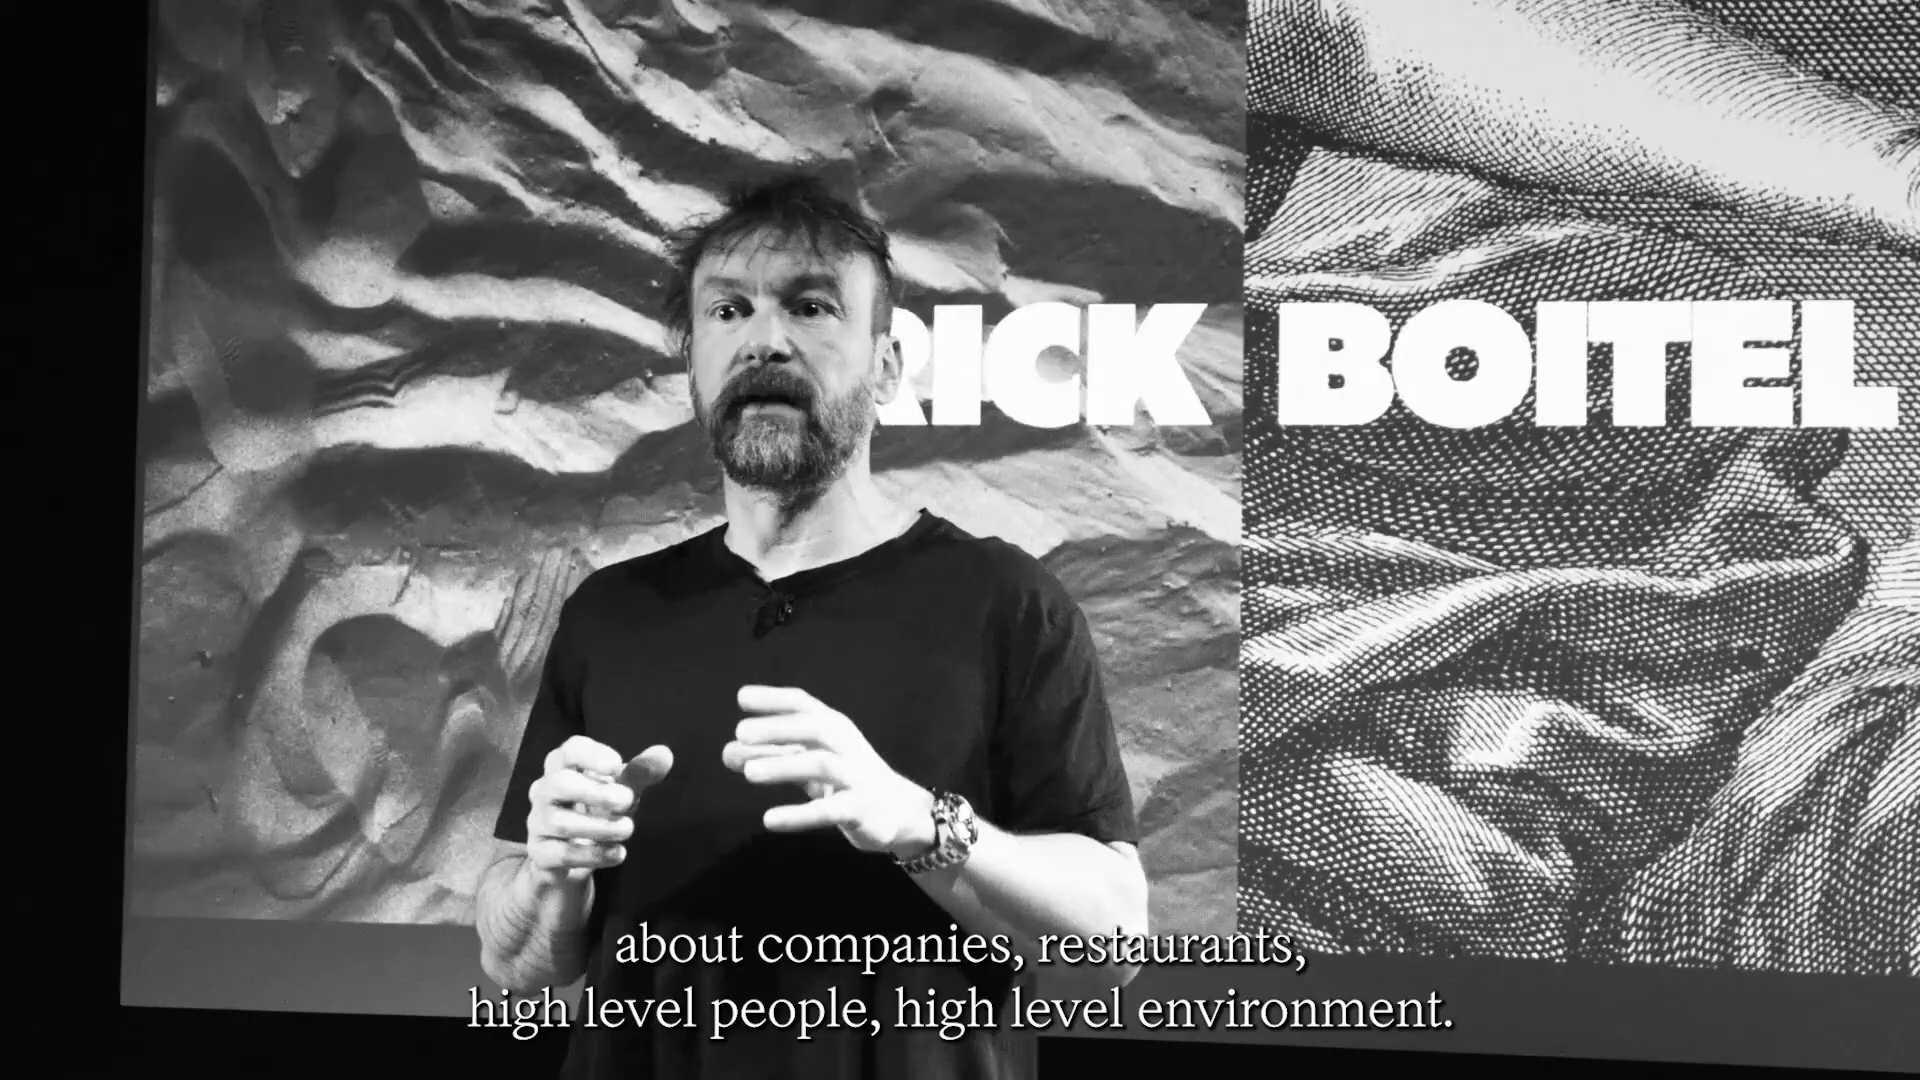 RICK BOITEL
about companies, restaurants,
high level people, high level environment.